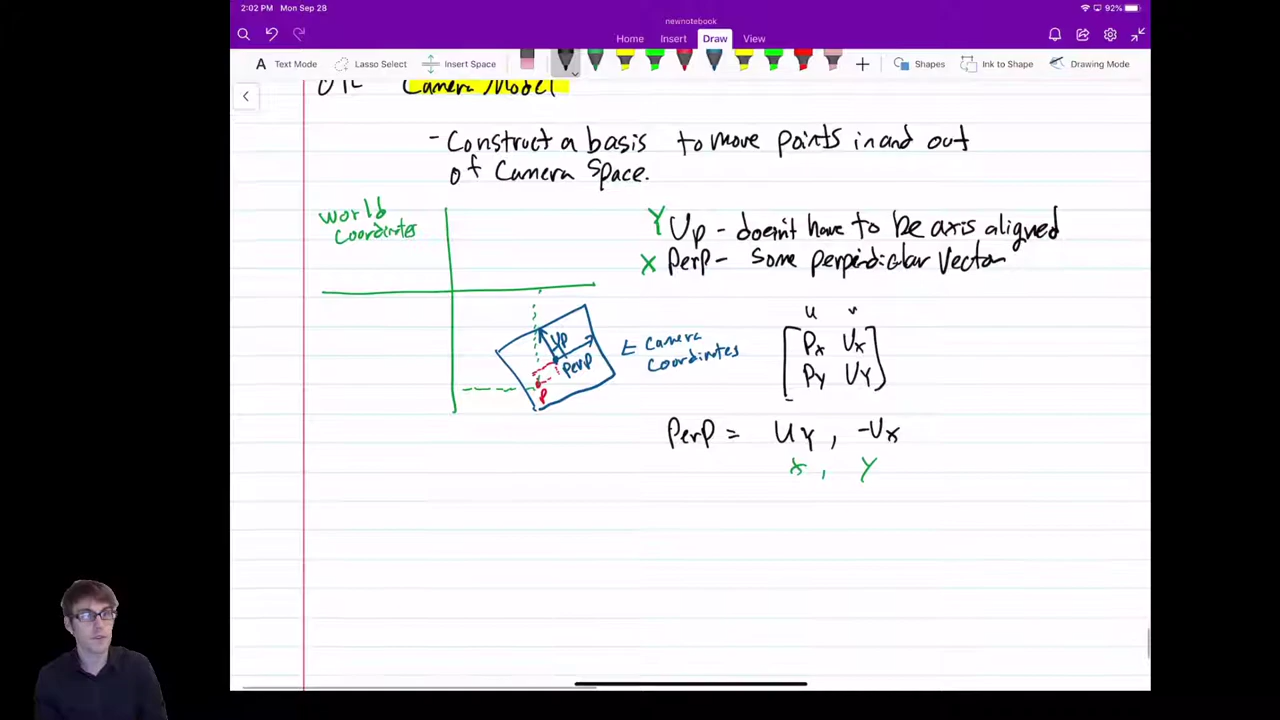 2:02 PM Mon Sep 28
92%
newnotebook
Home Insert Draw View
Text Mode Lasso Select Insert Space Shapes Ink to Shape Drawing Mode
Camera Model
- Construct a basis to move points in and out
of Camera Space.
World
Coordinates
Y Up - doesn't have to be axis aligned
X Perp - Some perpendicular Vector
u v
Px Ux
Py Uy
Up
Perp
P
← Camera
Coordinates
Perp = Uy, -Ux
x, y